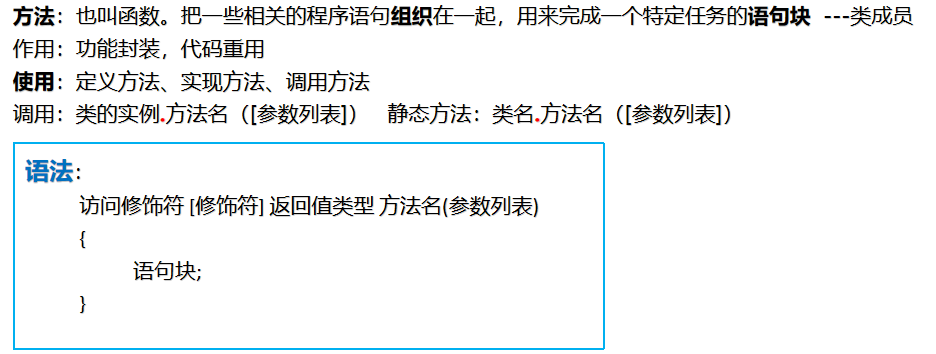 方法：也叫函数。把一些相关的程序语句组织在一起，用来完成一个特定任务的语句块 ---类成员
作用：功能封装，代码重用
使用：定义方法、实现方法、调用方法
调用：类的实例.方法名（[参数列表]） 静态方法：类名.方法名（[参数列表]）
语法：
访问修饰符 [修饰符] 返回值类型 方法名(参数列表)
{
语句块;
}